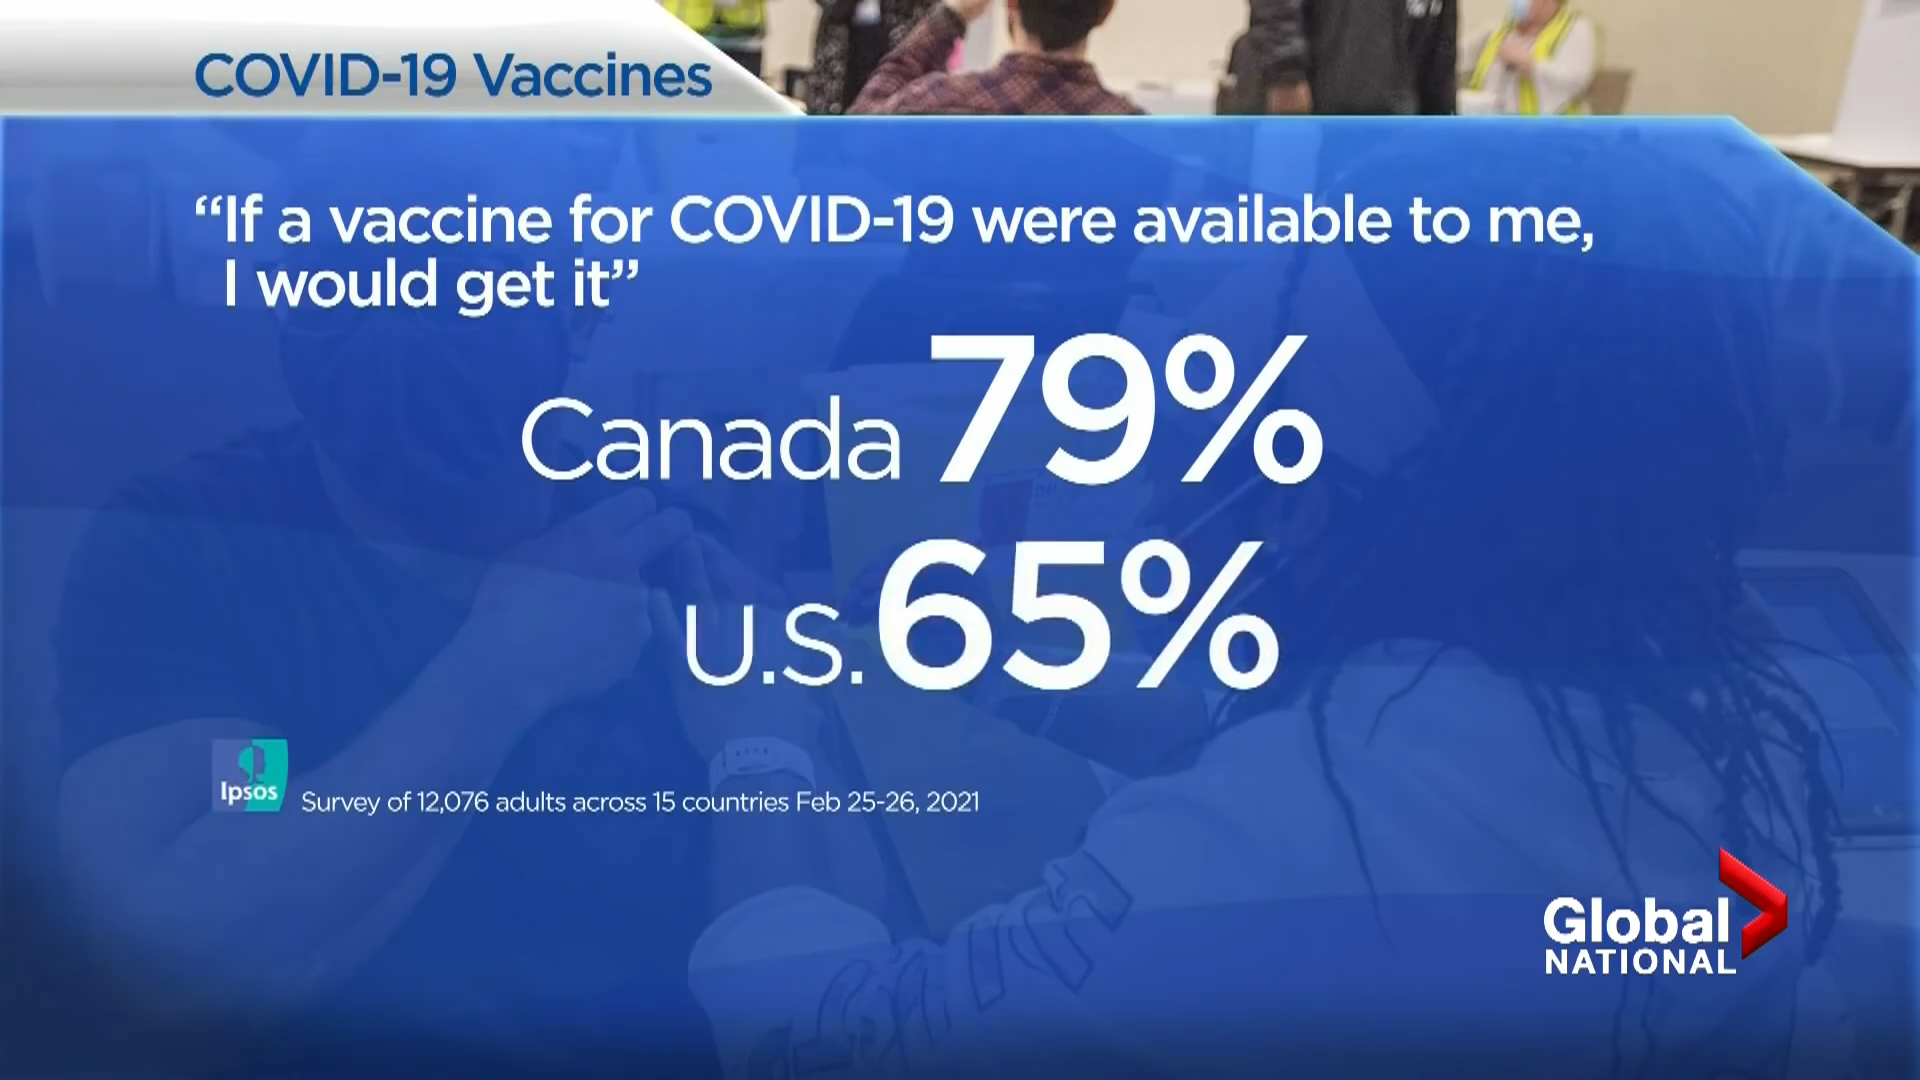 COVID-19 Vaccines
“If a vaccine for COVID-19 were available to me,
I would get it”
Canada 79%
U.S. 65%
Ipsos
Survey of 12,076 adults across 15 countries Feb 25-26, 2021
Global
NATIONAL